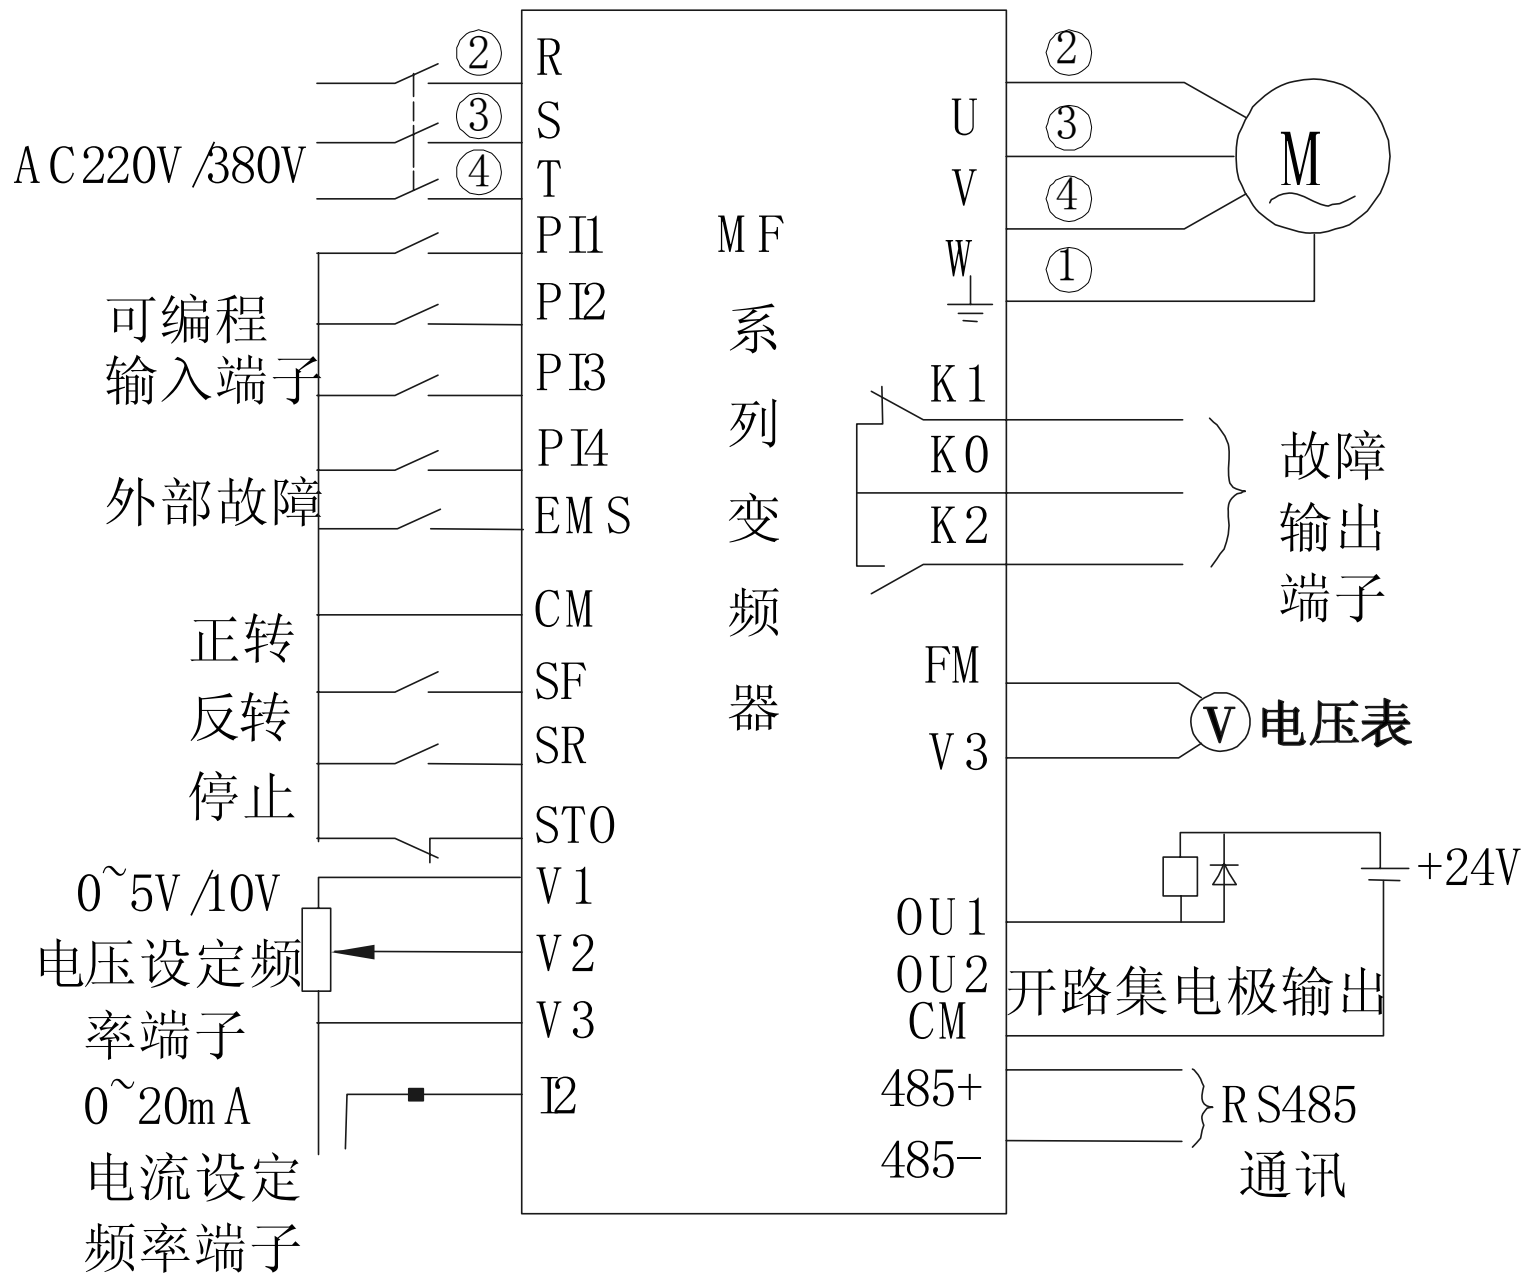 ②
R
③
S
AC220V/380V
④
T
PI1
可编程
PI2
输入端子
PI3
PI4
外部故障
EMS
CM
正转
SF
反转
SR
停止
STO
0~5V/10V
V1
电压设定频
V2
率端子
V3
0~20mA
I2
电流设定
频率端子
MF
系
列
变
频
器
②
U
③
V
④
W
①
M
K1
K0
K2
故障
输出
端子
FM
V3
V 电压表
+24V
OU1
OU2
开路集电极输出
CM
485+
485-
RS485
通讯